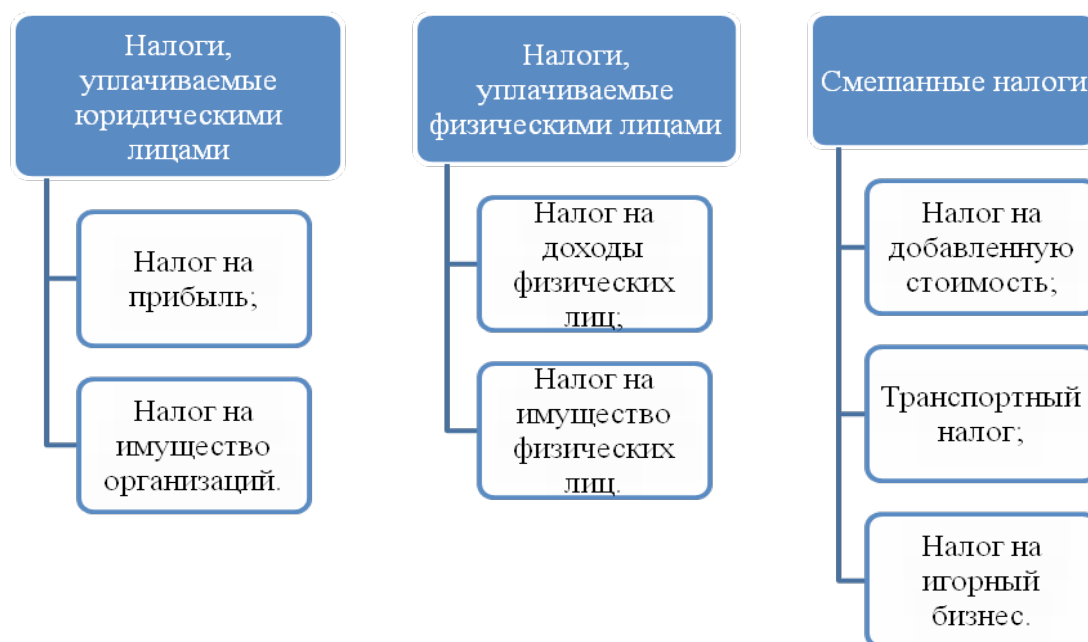 Налоги,
уплачиваемые
юридическими
лицами
Налог на
прибыль;
Налог на
имущество
организаций.
Налоги,
уплачиваемые
физическими лицами
Налог на
доходы
физических
лиц;
Налог на
имущество
физических
лиц.
Смешанные налоги
Налог на
добавленную
стоимость;
Транспортный
налог;
Налог на
игорный
бизнес.